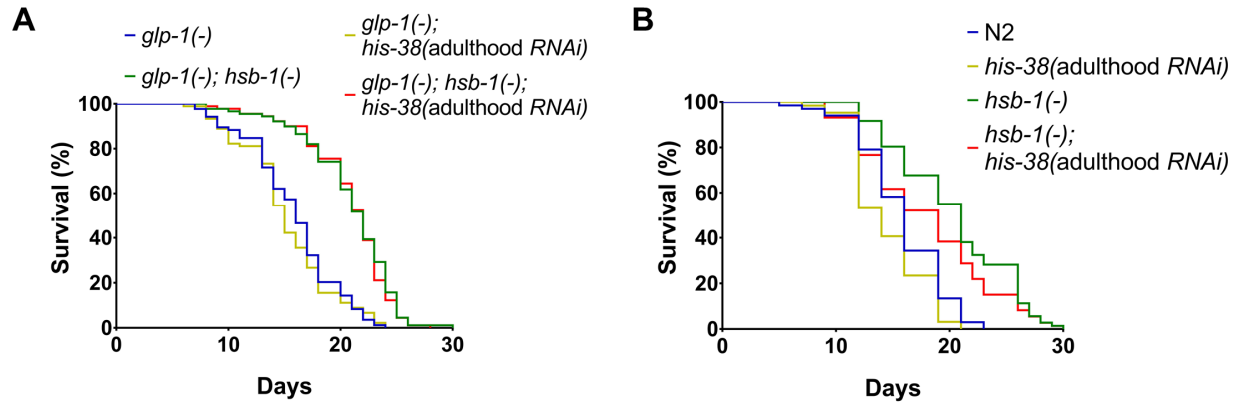 A
glp-1(-)
glp-1(-); hsb-1(-)
glp-1(-);
his-38(adulthood RNAi)
glp-1(-); hsb-1(-);
his-38(adulthood RNAi)
Survival (%)
100
80
60
40
20
0
0 10 20 30
Days
B
N2
his-38(adulthood RNAi)
hsb-1(-)
hsb-1(-);
his-38(adulthood RNAi)
Survival (%)
100
80
60
40
20
0
0 10 20 30
Days